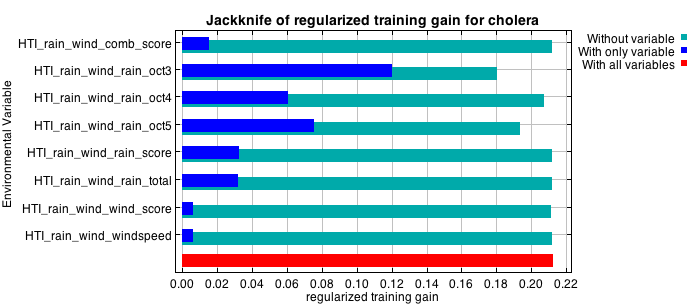 Jackknife of regularized training gain for cholera
Without variable
With only variable
With all variables
Environmental Variable
HTI_rain_wind_comb_score
HTI_rain_wind_rain_oct3
HTI_rain_wind_rain_oct4
HTI_rain_wind_rain_oct5
HTI_rain_wind_rain_score
HTI_rain_wind_rain_total
HTI_rain_wind_wind_score
HTI_rain_wind_windspeed
0.00 0.02 0.04 0.06 0.08 0.10 0.12 0.14 0.16 0.18 0.20 0.22
regularized training gain